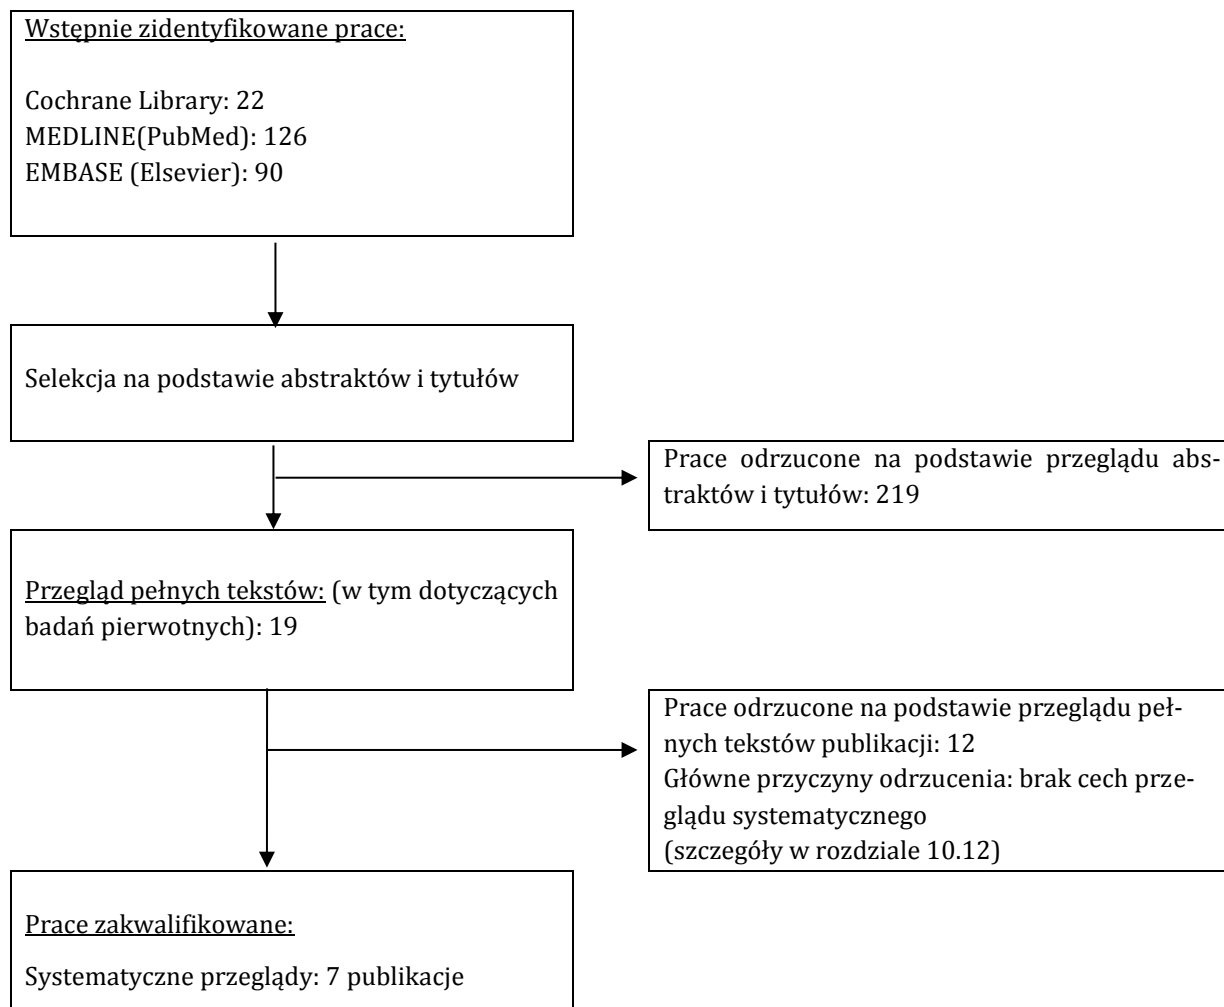 Wstępnie zidentyfikowane prace:
Cochrane Library: 22
MEDLINE(PubMed): 126
EMBASE (Elsevier): 90
Selekcja na podstawie abstraktów i tytułów
Prace odrzucone na podstawie przeglądu abs-
traktów i tytułów: 219
Przegląd pełnych tekstów: (w tym dotyczących
badań pierwotnych): 19
Prace odrzucone na podstawie przeglądu peł-
nych tekstów publikacji: 12
Główne przyczyny odrzucenia: brak cech prze-
glądu systematycznego
(szczegóły w rozdziale 10.12)
Prace zakwalifikowane:
Systematyczne przeglądy: 7 publikacje